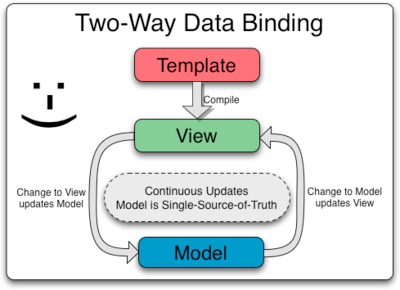 Two-Way Data Binding
Template
Compile
View
Continuous Updates
Model is Single-Source-of-Truth
Change to View
updates Model
Change to Model
updates View
Model